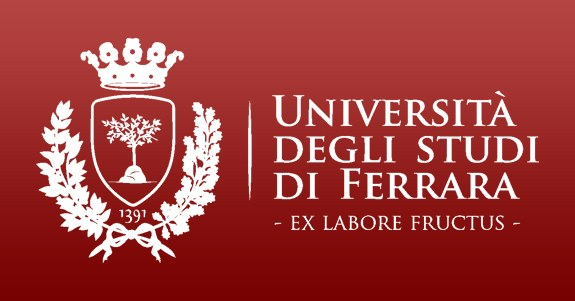 1391
UNIVERSITÀ
DEGLI STUDI
DI FERRARA
- EX LABORE FRUCTUS -